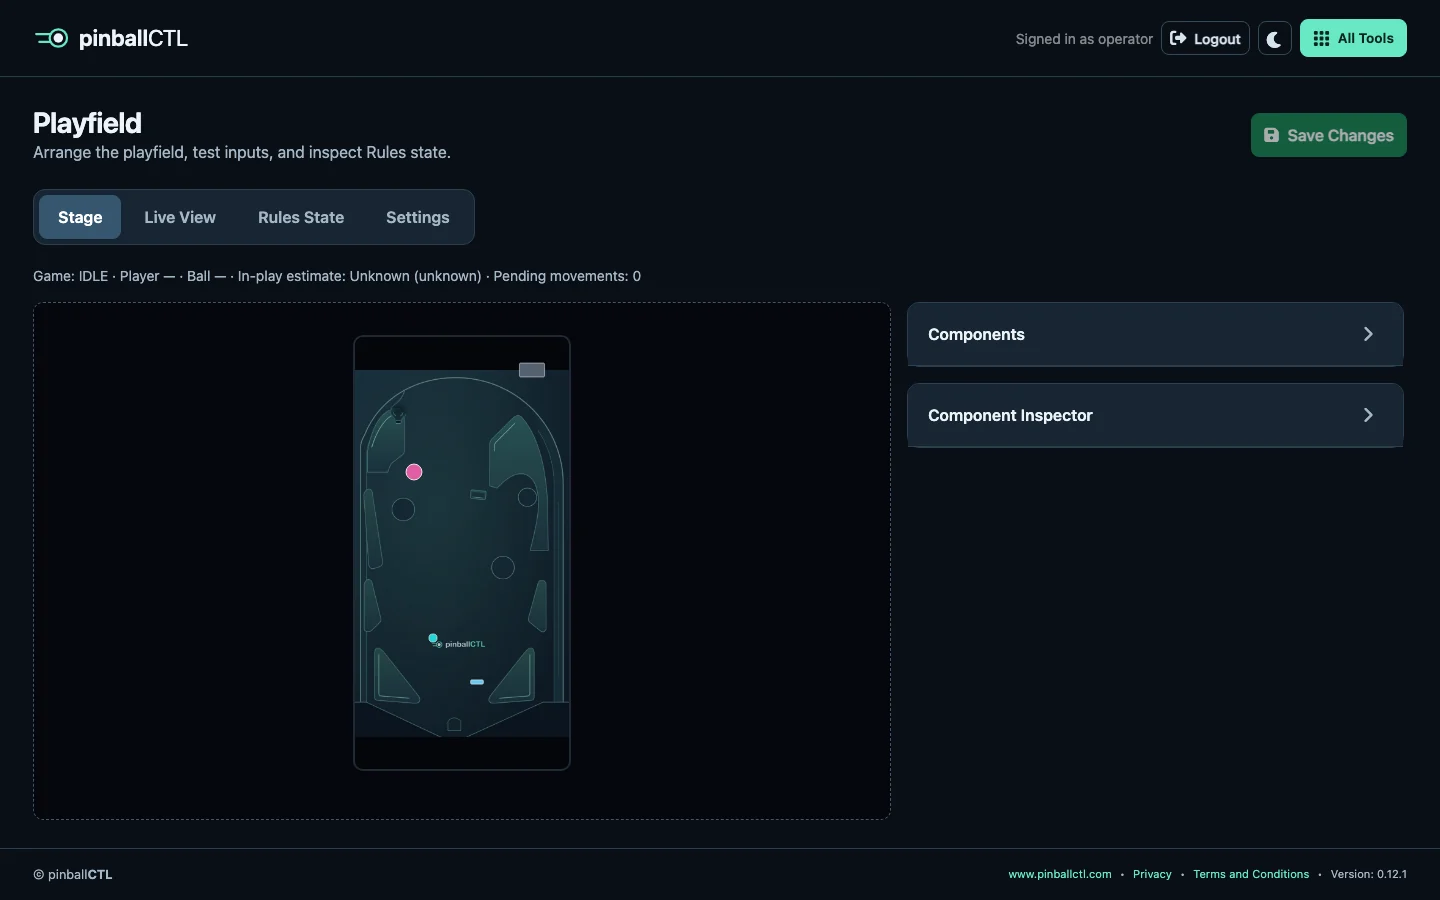 pinballCTL
Signed in as operator
Logout
All Tools
Playfield
Arrange the playfield, test inputs, and inspect Rules state.
Save Changes
Stage
Live View
Rules State
Settings
Game: IDLE · Player — · Ball — · In-play estimate: Unknown (unknown) · Pending movements: 0
Components
Component Inspector
pinballCTL
© pinballCTL
www.pinballctl.com • Privacy • Terms and Conditions • Version: 0.12.1